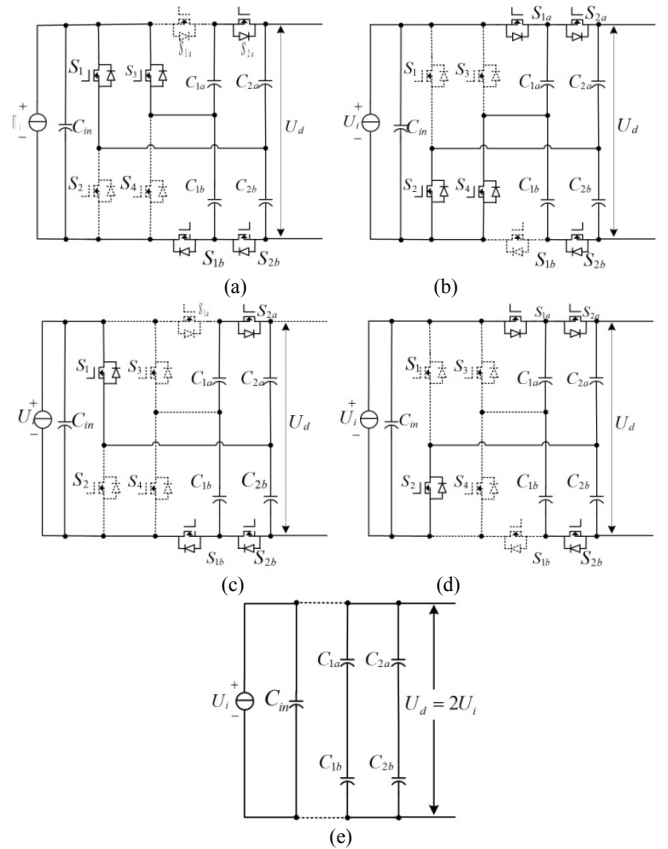 S1a S2a
S1 S3 C1a C2a
Cin Ud
S2 S4 C1b C2b
S1b S2b
(a)
S1a S2a
S1 S3 C1a C2a
Ui Cin Ud
S2 S4 C1b C2b
S1b S2b
(b)
S1a S2a
S1 S3 C1a C2a
Ui Cin Ud
S2 S4 C1b C2b
S1b S2b
(c)
S1a S2a
S1 S3 C1a C2a
Ui Cin Ud
S2 S4 C1b C2b
S1b S2b
(d)
C1a C2a
Ui Cin Ud = 2Ui
C1b C2b
(e)